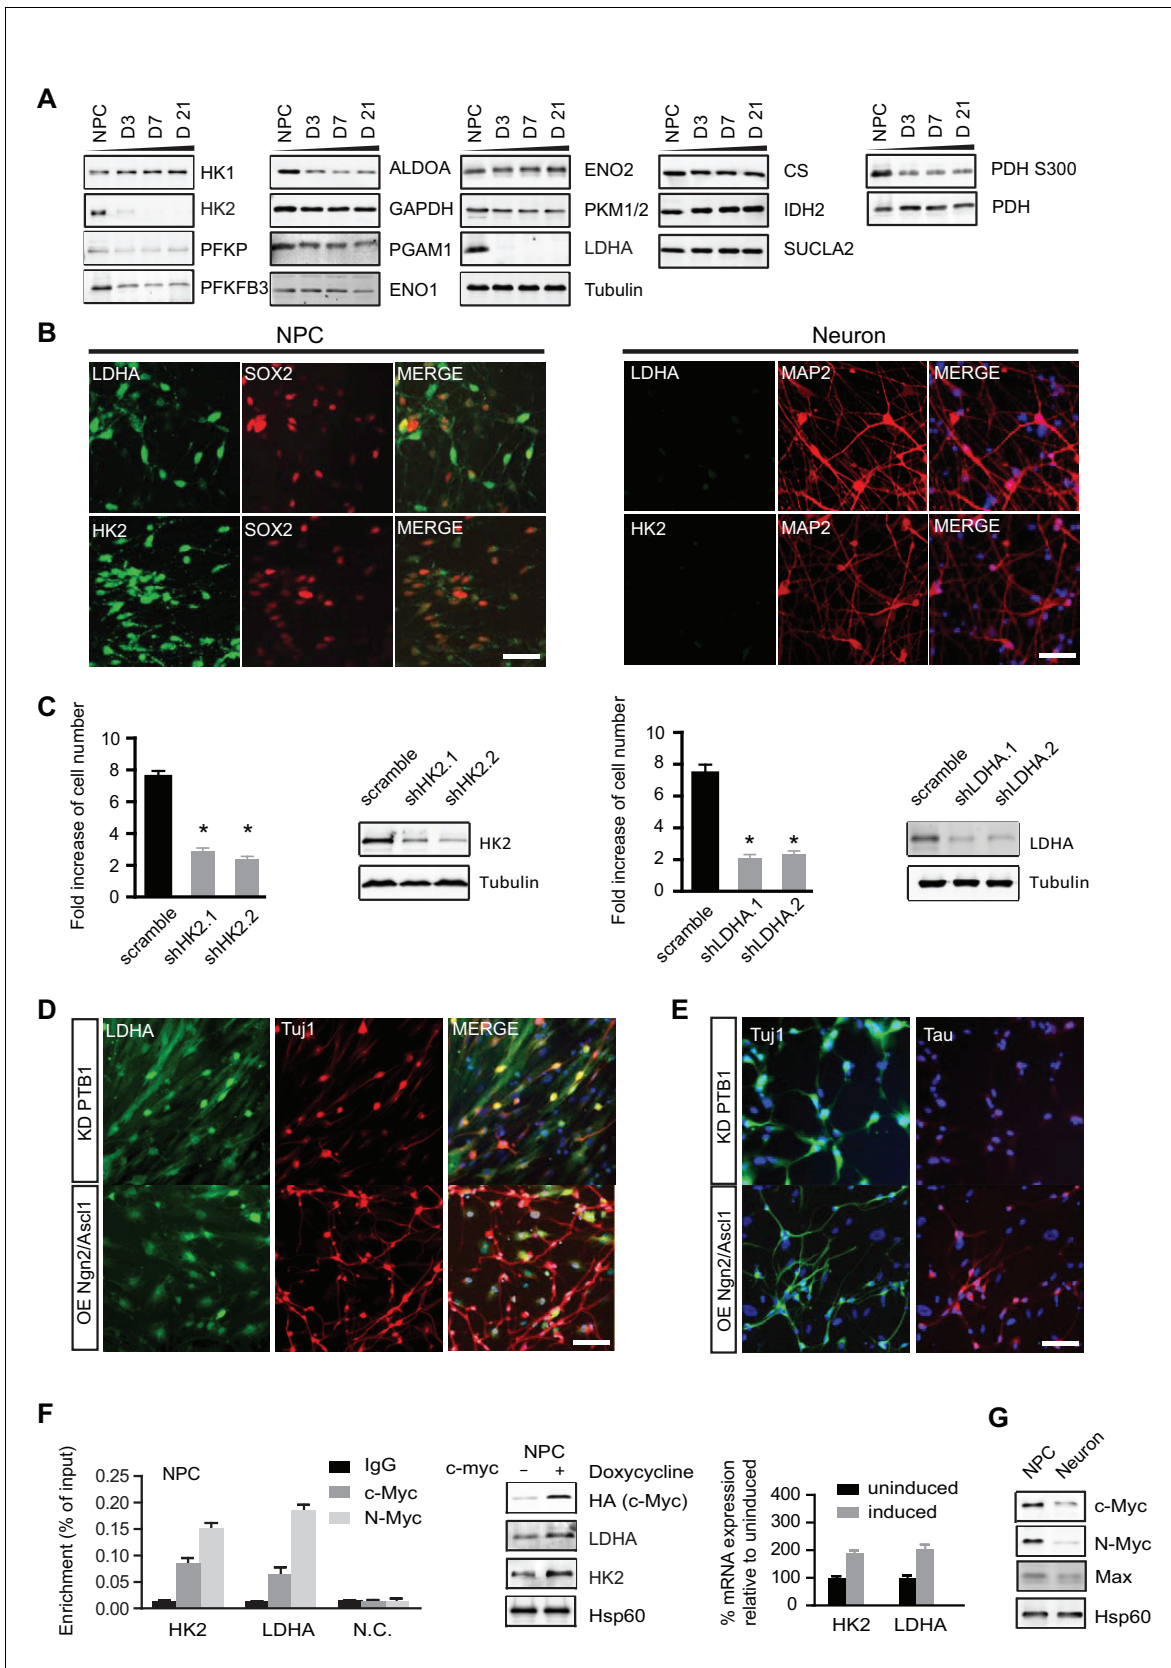 A
NPC D3 D7 D 21
NPC D3 D7 D 21
NPC D3 D7 D 21
NPC D3 D7 D 21
NPC D3 D7 D 21
HK1
HK2
PFKP
PFKFB3
ALDOA
GAPDH
PGAM1
ENO1
ENO2
PKM1/2
LDHA
Tubulin
CS
IDH2
SUCLA2
PDH S300
PDH
B
NPC
LDHA SOX2 MERGE
HK2 SOX2 MERGE
Neuron
LDHA MAP2 MERGE
HK2 MAP2 MERGE
C
Fold increase of cell number
10
8
6
4
2
0
* *
scramble shHK2.1 shHK2.2
scramble shHK2.1 shHK2.2
HK2
Tubulin
Fold increase of cell number
10
8
6
4
2
0
* *
scramble shLDHA.1 shLDHA.2
scramble shLDHA.1 shLDHA.2
LDHA
Tubulin
D
KD PTB1
OE Ngn2/Ascl1
LDHA Tuj1 MERGE
E
KD PTB1
OE Ngn2/Ascl1
Tuj1 Tau
F
Enrichment (% of input)
0.25
0.20
0.15
0.10
0.05
0.00
NPC
IgG
c-Myc
N-Myc
HK2 LDHA N.C.
NPC
c-myc - + Doxycycline
HA (c-Myc)
LDHA
HK2
Hsp60
% mRNA expression
relative to uninduced
400
300
200
100
0
uninduced
induced
HK2 LDHA
G
NPC Neuron
c-Myc
N-Myc
Max
Hsp60